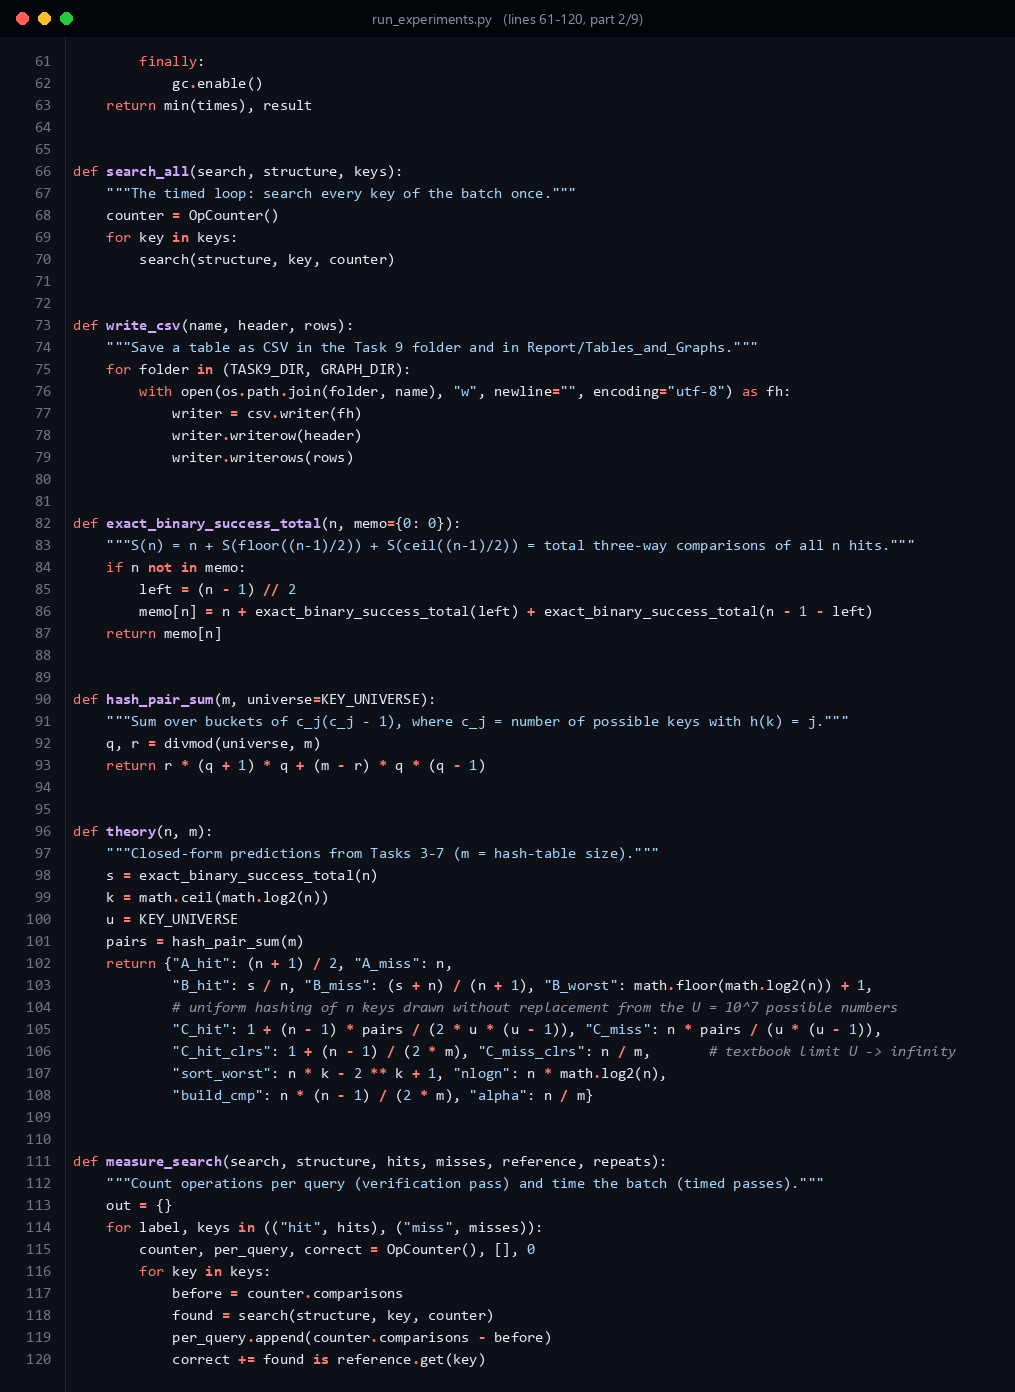 run_experiments.py (lines 61-120, part 2/9)
61         finally:
62             gc.enable()
63     return min(times), result
64
65
66 def search_all(search, structure, keys):
67     """The timed loop: search every key of the batch once."""
68     counter = OpCounter()
69     for key in keys:
70         search(structure, key, counter)
71
72
73 def write_csv(name, header, rows):
74     """Save a table as CSV in the Task 9 folder and in Report/Tables_and_Graphs."""
75     for folder in (TASK9_DIR, GRAPH_DIR):
76         with open(os.path.join(folder, name), "w", newline="", encoding="utf-8") as fh:
77             writer = csv.writer(fh)
78             writer.writerow(header)
79             writer.writerows(rows)
80
81
82 def exact_binary_success_total(n, memo={0: 0}):
83     """S(n) = n + S(floor((n-1)/2)) + S(ceil((n-1)/2)) = total three-way comparisons of all n hits."""
84     if n not in memo:
85         left = (n - 1) // 2
86         memo[n] = n + exact_binary_success_total(left) + exact_binary_success_total(n - 1 - left)
87     return memo[n]
88
89
90 def hash_pair_sum(m, universe=KEY_UNIVERSE):
91     """Sum over buckets of c_j(c_j - 1), where c_j = number of possible keys with h(k) = j."""
92     q, r = divmod(universe, m)
93     return r * (q + 1) * q + (m - r) * q * (q - 1)
94
95
96 def theory(n, m):
97     """Closed-form predictions from Tasks 3-7 (m = hash-table size)."""
98     s = exact_binary_success_total(n)
99     k = math.ceil(math.log2(n))
100     u = KEY_UNIVERSE
101     pairs = hash_pair_sum(m)
102     return {"A_hit": (n + 1) / 2, "A_miss": n,
103             "B_hit": s / n, "B_miss": (s + n) / (n + 1), "B_worst": math.floor(math.log2(n)) + 1,
104             # uniform hashing of n keys drawn without replacement from the U = 10^7 possible numbers
105             "C_hit": 1 + (n - 1) * pairs / (2 * u * (u - 1)), "C_miss": n * pairs / (u * (u - 1)),
106             "C_hit_clrs": 1 + (n - 1) / (2 * m), "C_miss_clrs": n / m,       # textbook limit U -> infinity
107             "sort_worst": n * k - 2 ** k + 1, "nlogn": n * math.log2(n),
108             "build_cmp": n * (n - 1) / (2 * m), "alpha": n / m}
109
110
111 def measure_search(search, structure, hits, misses, reference, repeats):
112     """Count operations per query (verification pass) and time the batch (timed passes)."""
113     out = {}
114     for label, keys in (("hit", hits), ("miss", misses)):
115         counter, per_query, correct = OpCounter(), [], 0
116         for key in keys:
117             before = counter.comparisons
118             found = search(structure, key, counter)
119             per_query.append(counter.comparisons - before)
120             correct += found is reference.get(key)